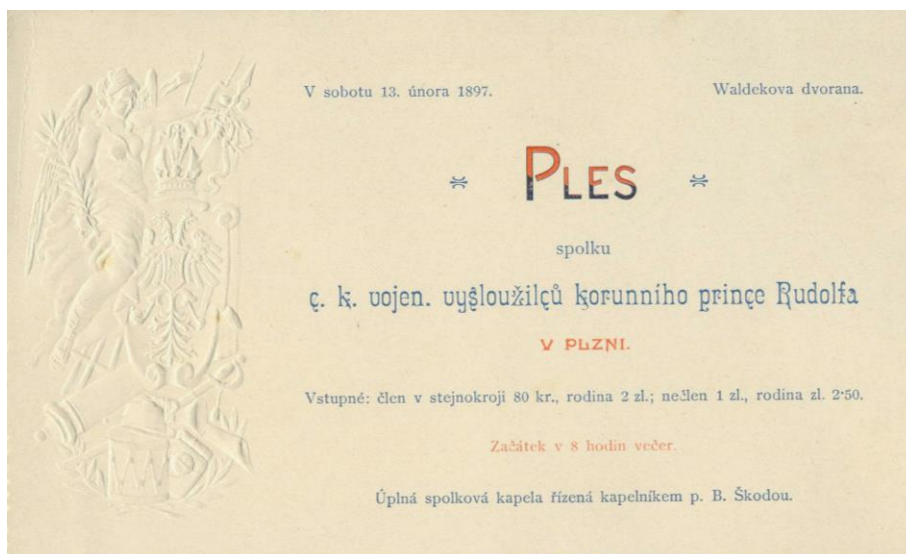 V sobotu 13. února 1897. Waldekova dvorana.
PLES
spolku
c. k. vojen. vysloužilců korunního prince Rudolfa
V PLZNI.
Vstupné: člen v stejnokroji 80 kr., rodina 2 zl.; nečlen 1 zl., rodina zl. 2·50.
Začátek v 8 hodin večer.
Úplná spolková kapela řízená kapelníkem p. B. Škodou.